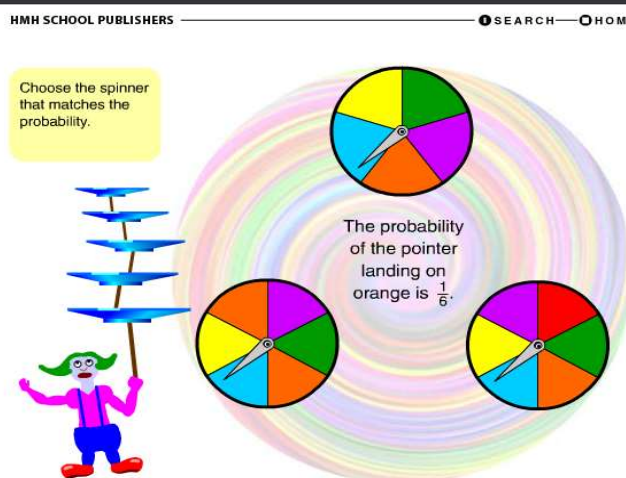 HMH SCHOOL PUBLISHERS
SEARCH
HOM
Choose the spinner
that matches the
probability.
The probability
of the pointer
landing on
orange is 1/6.